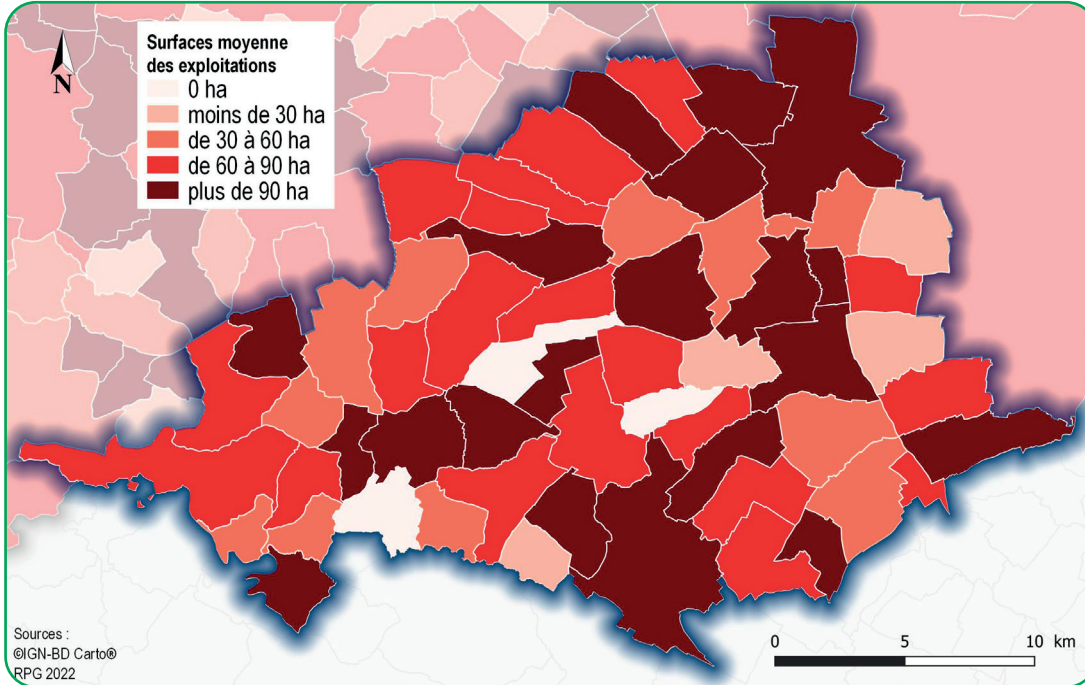 N
Surfaces moyenne
des exploitations
0 ha
moins de 30 ha
de 30 à 60 ha
de 60 à 90 ha
plus de 90 ha
Sources :
©IGN-BD Carto®
RPG 2022
0 5 10 km